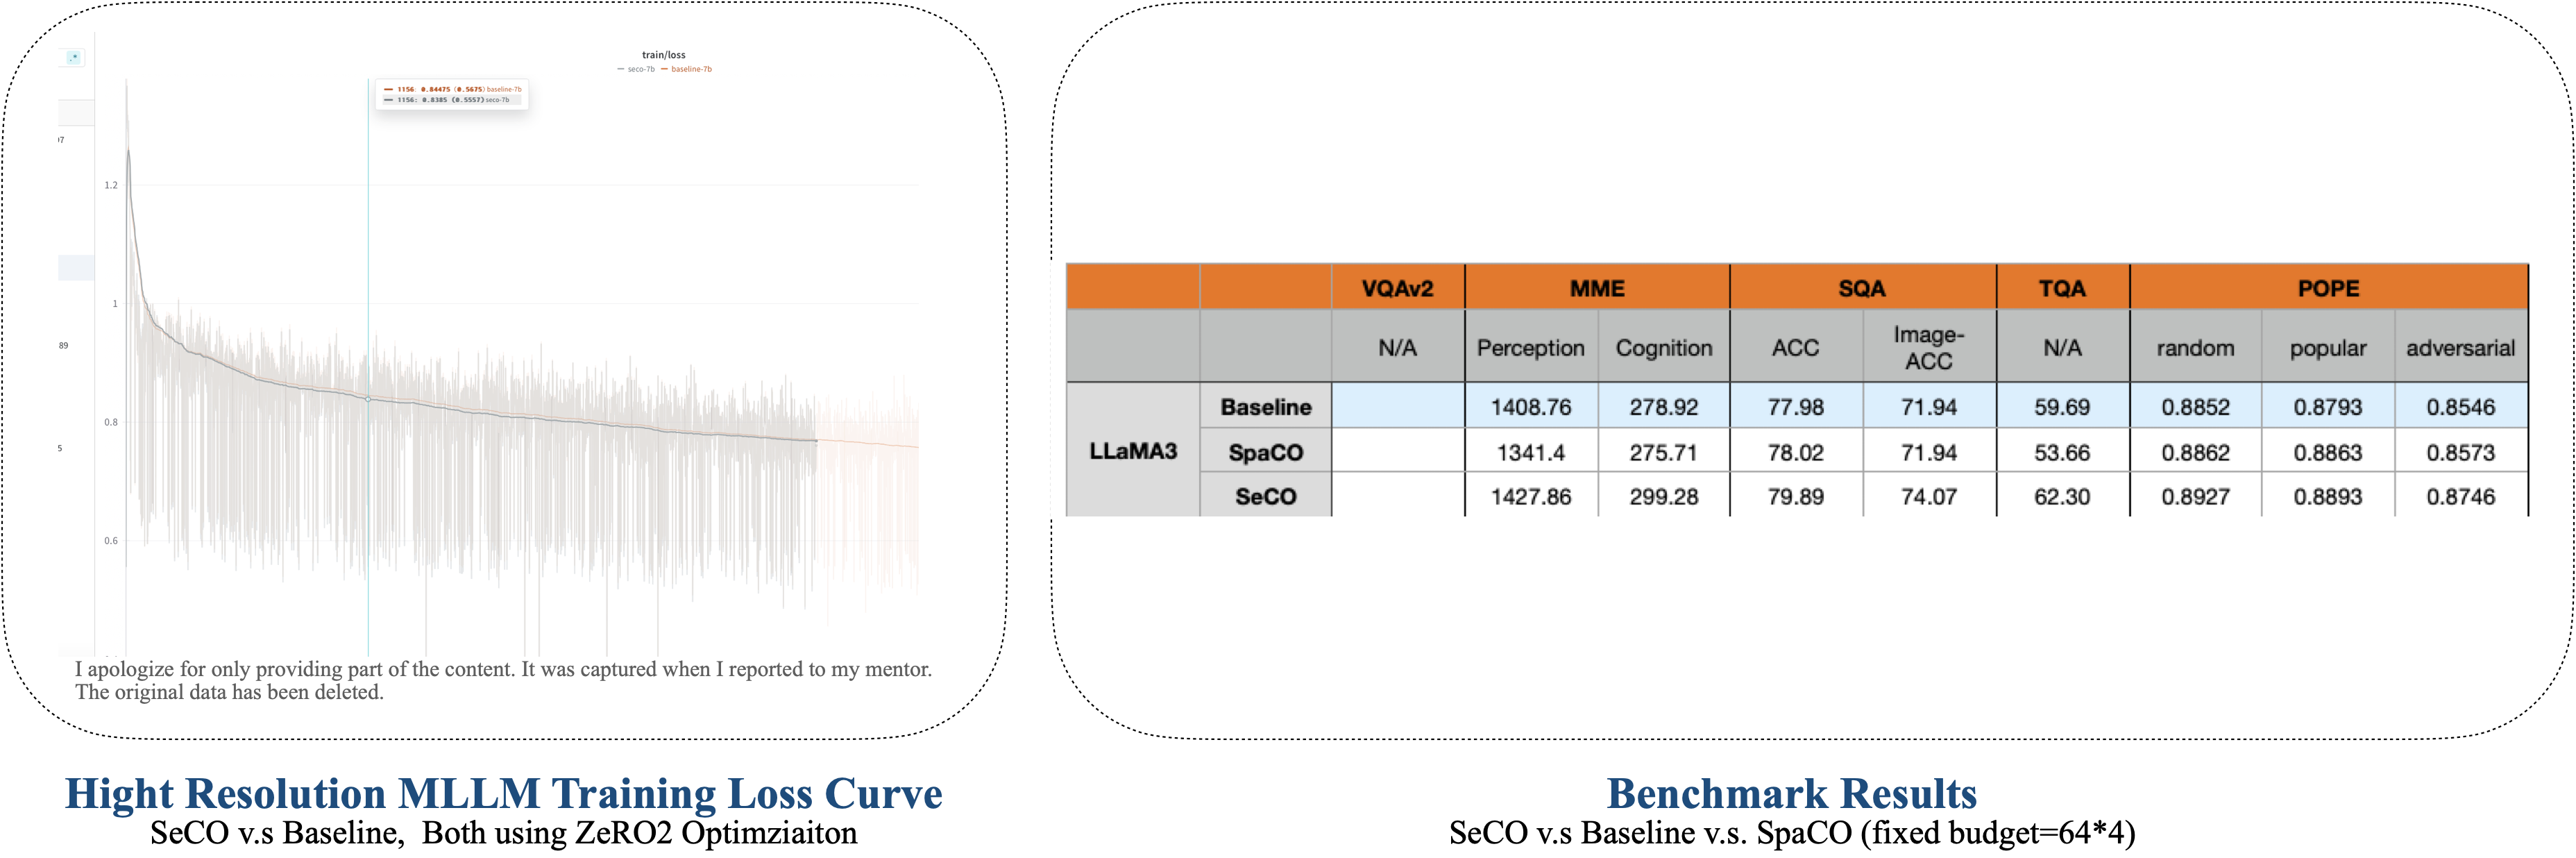 train/loss
seco-7b baseline-7b
1156: 0.84475 (0.5675) baseline-7b
1156: 0.8385 (0.5557) seco-7b
97
89
5
1.2
1
0.8
0.6
I apologize for only providing part of the content. It was captured when I reported to my mentor.
The original data has been deleted.
Hight Resolution MLLM Training Loss Curve
SeCO v.s Baseline, Both using ZeRO2 Optimziaiton
VQAv2 MME SQA TQA POPE
N/A Perception Cognition ACC Image-ACC N/A random popular adversarial
LLaMA3
Baseline 1408.76 278.92 77.98 71.94 59.69 0.8852 0.8793 0.8546
SpaCO 1341.4 275.71 78.02 71.94 53.66 0.8862 0.8863 0.8573
SeCO 1427.86 299.28 79.89 74.07 62.30 0.8927 0.8893 0.8746
Benchmark Results
SeCO v.s Baseline v.s. SpaCO (fixed budget=64*4)